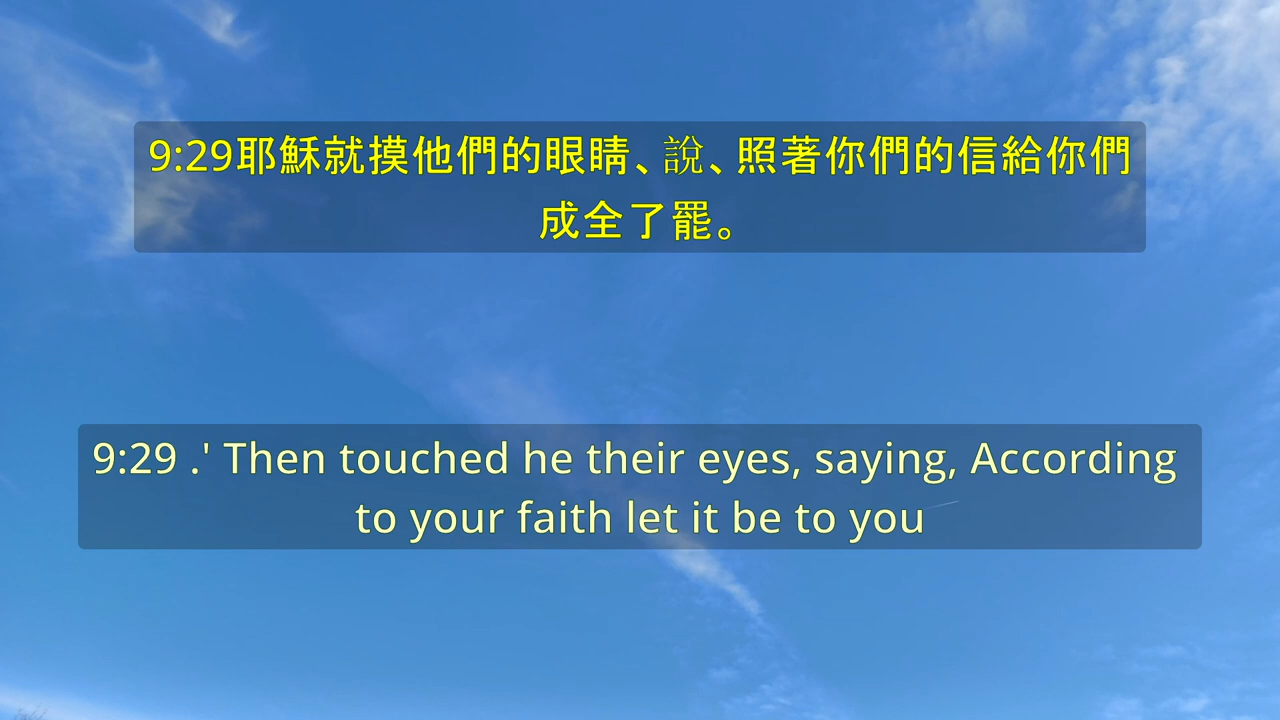 9:29耶穌就摸他們的眼睛、說、照著你們的信給你們
成全了罷。
9:29 .' Then touched he their eyes, saying, According
to your faith let it be to you